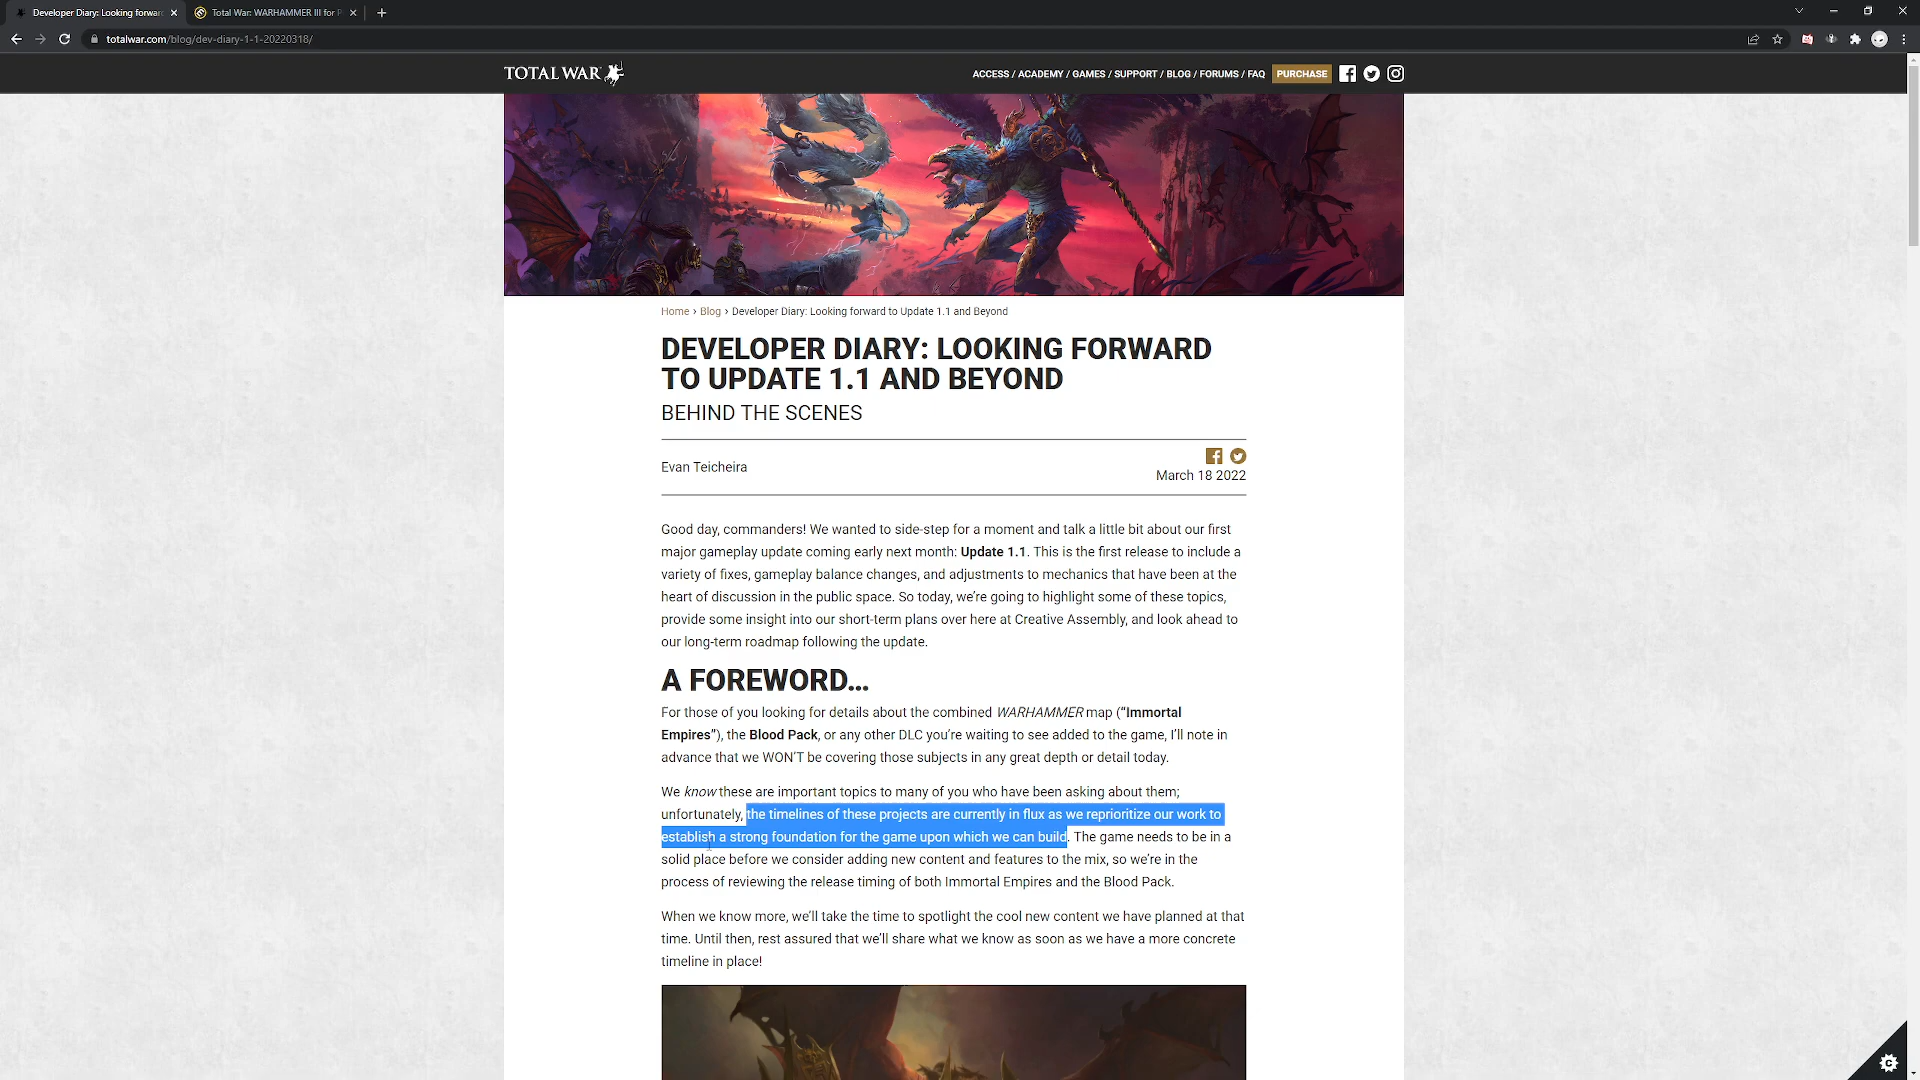 Developer Diary: Looking forwar
Total War: WARHAMMER III for P
totalwar.com/blog/dev-diary-1-1-20220318/
TOTAL WAR
ACCESS / ACADEMY / GAMES / SUPPORT / BLOG / FORUMS / FAQ PURCHASE
Home › Blog › Developer Diary: Looking forward to Update 1.1 and Beyond
DEVELOPER DIARY: LOOKING FORWARD
TO UPDATE 1.1 AND BEYOND
BEHIND THE SCENES
Evan Teicheira
March 18 2022
Good day, commanders! We wanted to side-step for a moment and talk a little bit about our first
major gameplay update coming early next month: Update 1.1. This is the first release to include a
variety of fixes, gameplay balance changes, and adjustments to mechanics that have been at the
heart of discussion in the public space. So today, we’re going to highlight some of these topics,
provide some insight into our short-term plans over here at Creative Assembly, and look ahead to
our long-term roadmap following the update.
A FOREWORD…
For those of you looking for details about the combined WARHAMMER map (“Immortal
Empires”), the Blood Pack, or any other DLC you’re waiting to see added to the game, I’ll note in
advance that we WON’T be covering those subjects in any great depth or detail today.
We know these are important topics to many of you who have been asking about them;
unfortunately, the timelines of these projects are currently in flux as we reprioritize our work to
establish a strong foundation for the game upon which we can build. The game needs to be in a
solid place before we consider adding new content and features to the mix, so we’re in the
process of reviewing the release timing of both Immortal Empires and the Blood Pack.
When we know more, we’ll take the time to spotlight the cool new content we have planned at that
time. Until then, rest assured that we’ll share what we know as soon as we have a more concrete
timeline in place!